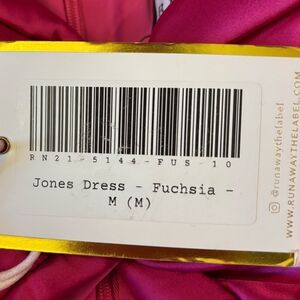 RN21-5144-FUS-10
Jones Dress - Fuchsia -
M (M)
@runawaythelabel
WWW.RUNAWAYTHELABEL.COM